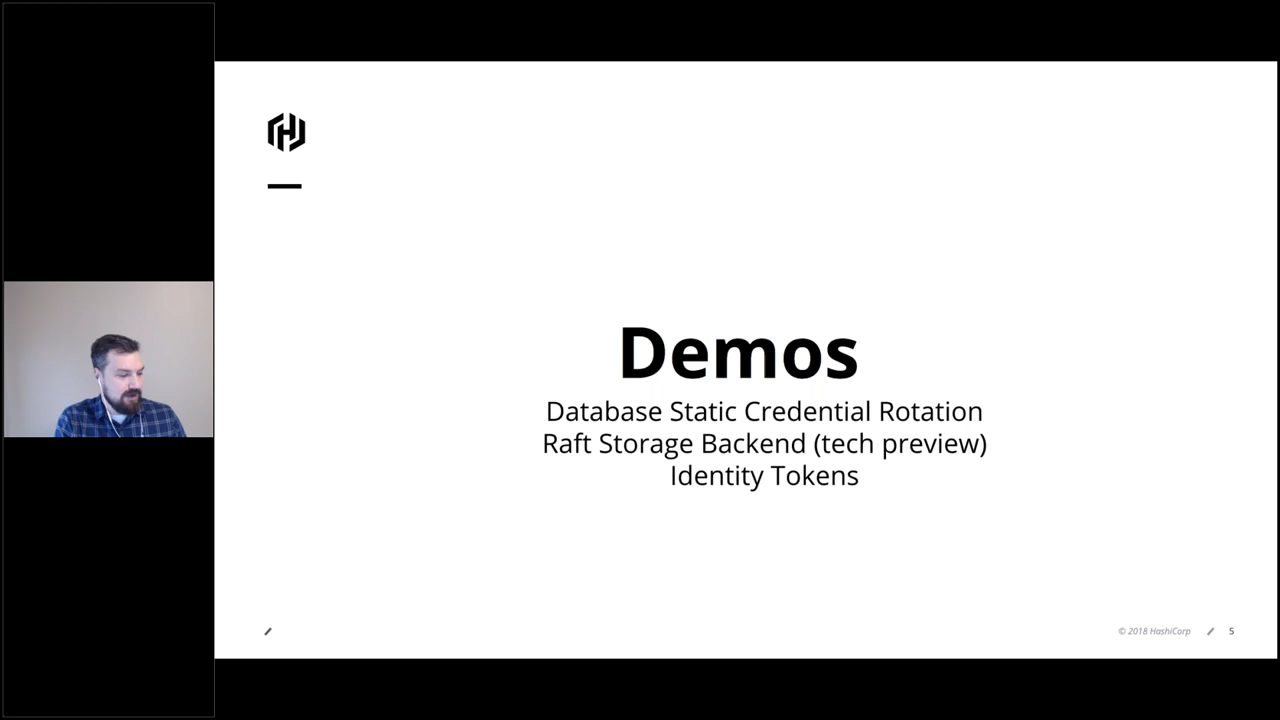 Demos
Database Static Credential Rotation
Raft Storage Backend (tech preview)
Identity Tokens
© 2018 HashiCorp
5